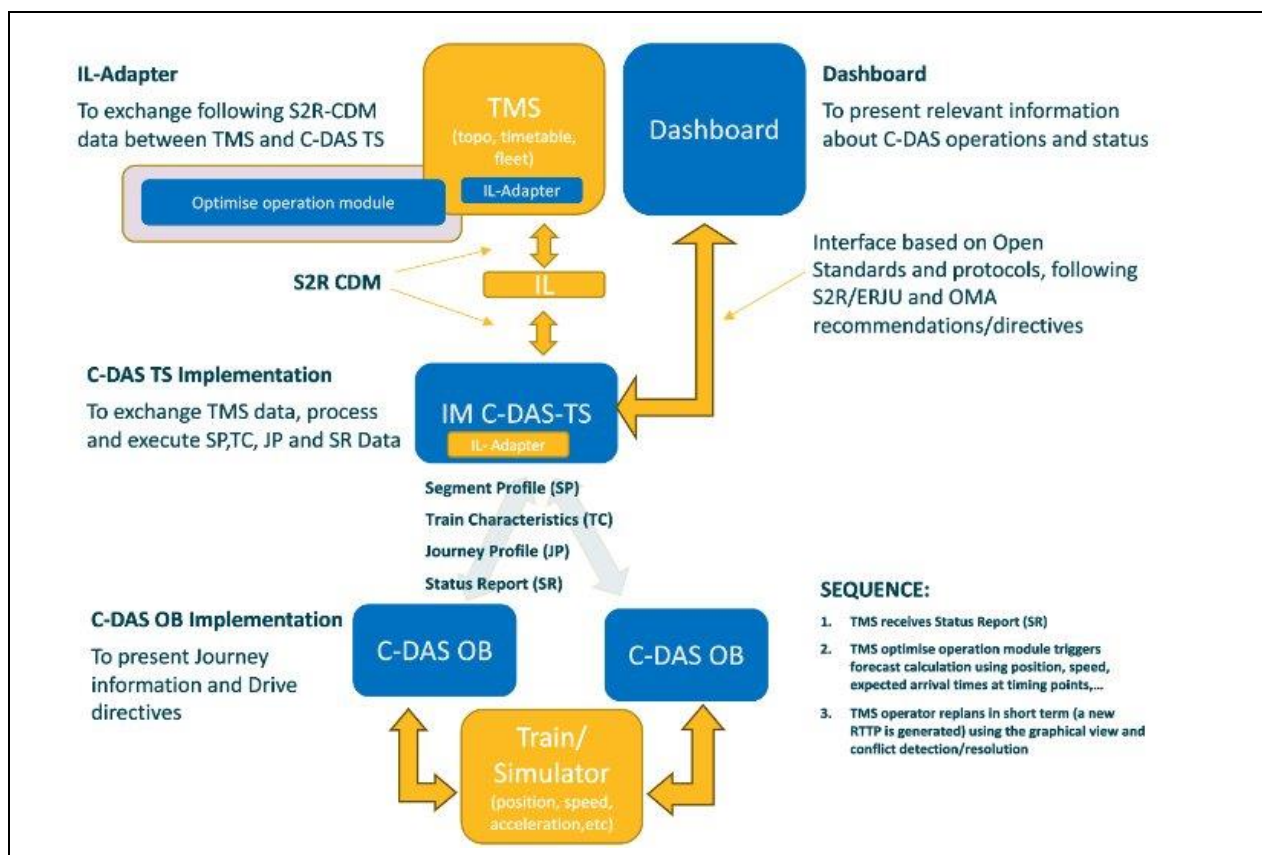 IL-Adapter
To exchange following S2R-CDM
data between TMS and C-DAS TS
TMS
(topo, timetable,
fleet)
IL-Adapter
Optimise operation module
Dashboard
Dashboard
To present relevant information
about C-DAS operations and status
S2R CDM
IL
Interface based on Open
Standards and protocols, following
S2R/ERJU and OMA
recommendations/directives
C-DAS TS Implementation
To exchange TMS data, process
and execute SP,TC, JP and SR Data
IM C-DAS-TS
IL- Adapter
Segment Profile (SP)
Train Characteristics (TC)
Journey Profile (JP)
Status Report (SR)
C-DAS OB Implementation
To present Journey
information and Drive
directives
C-DAS OB
C-DAS OB
Train/
Simulator
(position, speed,
acceleration,etc)
SEQUENCE:
1. TMS receives Status Report (SR)
2. TMS optimise operation module triggers
forecast calculation using position, speed,
expected arrival times at timing points,...
3. TMS operator replans in short term (a new
RTTP is generated) using the graphical view and
conflict detection/resolution